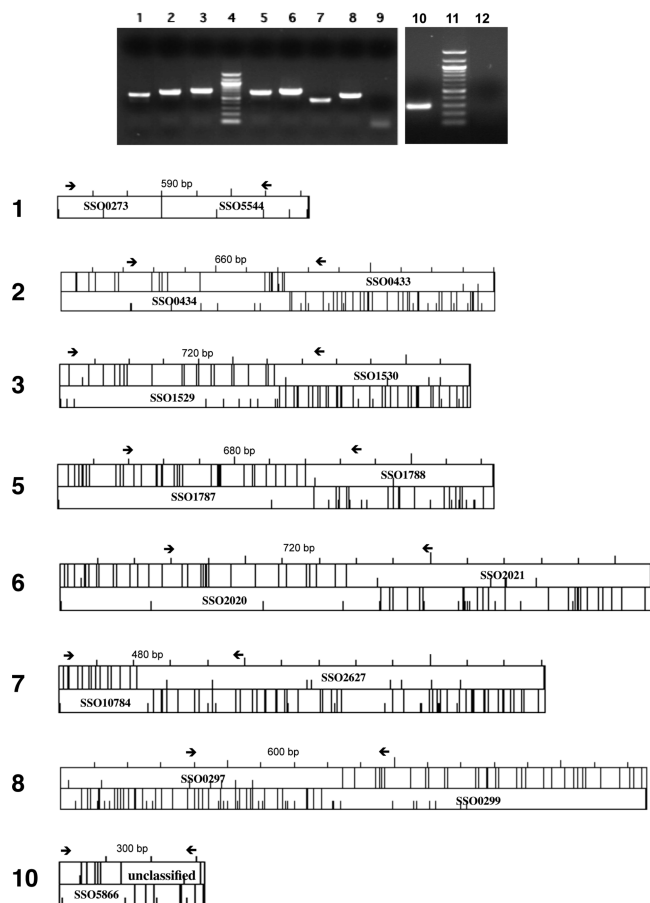 1 2 3 4 5 6 7 8 9 10 11 12
1
590 bp
SSO0273 SSO5544
2
660 bp
SSO0433
SSO0434
3
720 bp
SSO1530
SSO1529
5
680 bp
SSO1788
SSO1787
6
720 bp
SSO2021
SSO2020
7
480 bp
SSO2627
SSO10784
8
600 bp
SSO0297
SSO0299
10
300 bp
unclassified
SSO5866